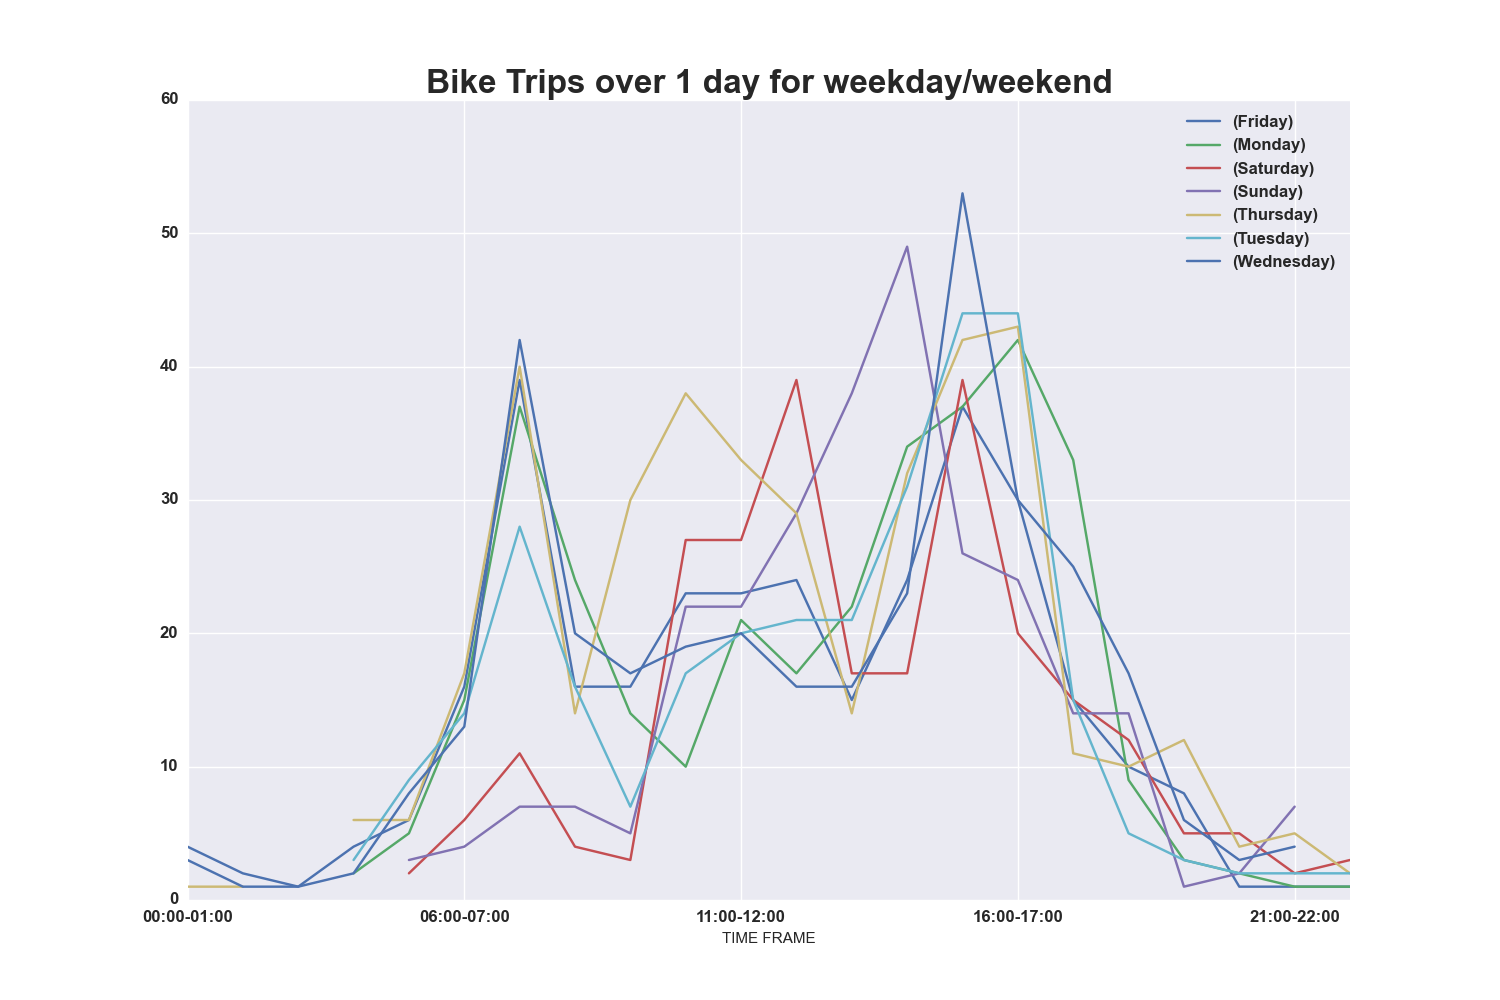 Bike Trips over 1 day for weekday/weekend
60
50
40
30
20
10
0
(Friday)
(Monday)
(Saturday)
(Sunday)
(Thursday)
(Tuesday)
(Wednesday)
00:00-01:00 06:00-07:00 11:00-12:00 16:00-17:00 21:00-22:00
TIME FRAME